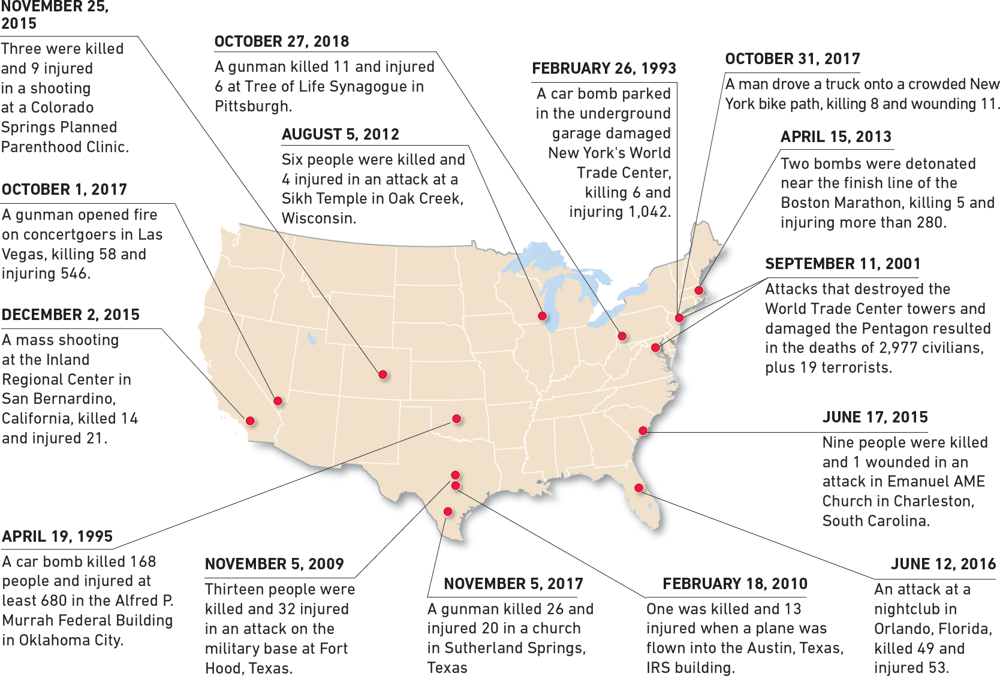 NOVEMBER 25,
2015
Three were killed
and 9 injured
in a shooting
at a Colorado
Springs Planned
Parenthood Clinic.
OCTOBER 27, 2018
A gunman killed 11 and injured
6 at Tree of Life Synagogue in
Pittsburgh.
AUGUST 5, 2012
Six people were killed and
4 injured in an attack at a
Sikh Temple in Oak Creek,
Wisconsin.
FEBRUARY 26, 1993
A car bomb parked
in the underground
garage damaged
New York's World
Trade Center,
killing 6 and
injuring 1,042.
OCTOBER 31, 2017
A man drove a truck onto a crowded New
York bike path, killing 8 and wounding 11.
APRIL 15, 2013
Two bombs were detonated
near the finish line of the
Boston Marathon, killing 5 and
injuring more than 280.
OCTOBER 1, 2017
A gunman opened fire
on concertgoers in Las
Vegas, killing 58 and
injuring 546.
SEPTEMBER 11, 2001
Attacks that destroyed the
World Trade Center towers and
damaged the Pentagon resulted
in the deaths of 2,977 civilians,
plus 19 terrorists.
DECEMBER 2, 2015
A mass shooting
at the Inland
Regional Center in
San Bernardino,
California, killed 14
and injured 21.
JUNE 17, 2015
Nine people were killed
and 1 wounded in an
attack in Emanuel AME
Church in Charleston,
South Carolina.
APRIL 19, 1995
A car bomb killed 168
people and injured at
least 680 in the Alfred P.
Murrah Federal Building
in Oklahoma City.
NOVEMBER 5, 2009
Thirteen people were
killed and 32 injured
in an attack on the
military base at Fort
Hood, Texas.
NOVEMBER 5, 2017
A gunman killed 26 and
injured 20 in a church
in Sutherland Springs,
Texas
FEBRUARY 18, 2010
One was killed and 13
injured when a plane was
flown into the Austin, Texas,
IRS building.
JUNE 12, 2016
An attack at a
nightclub in
Orlando, Florida,
killed 49 and
injured 53.